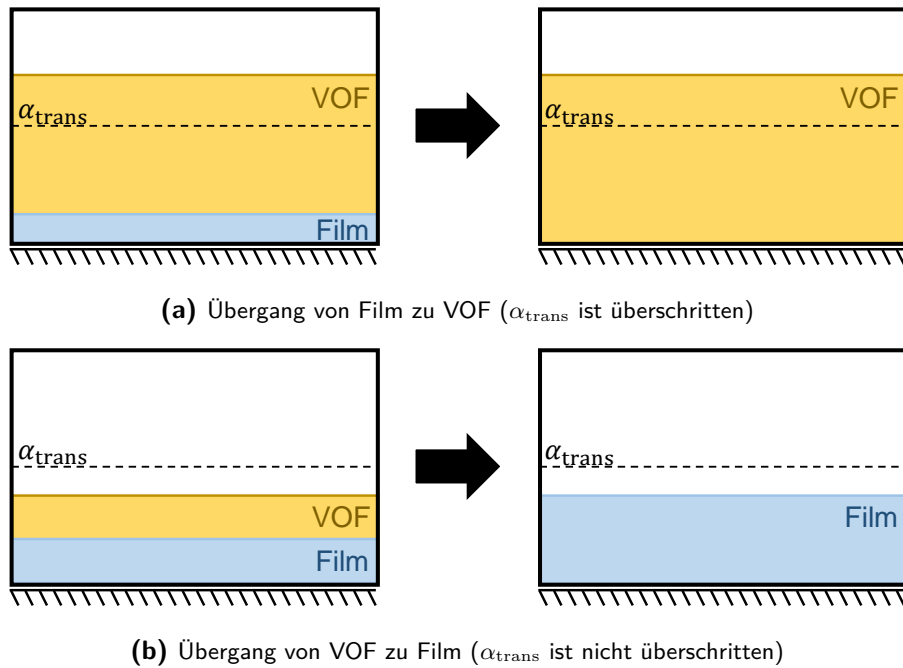 VOF VOF
α_trans α_trans
Film
(a) Übergang von Film zu VOF (α_trans ist überschritten)
α_trans α_trans
VOF Film
Film
(b) Übergang von VOF zu Film (α_trans ist nicht überschritten)